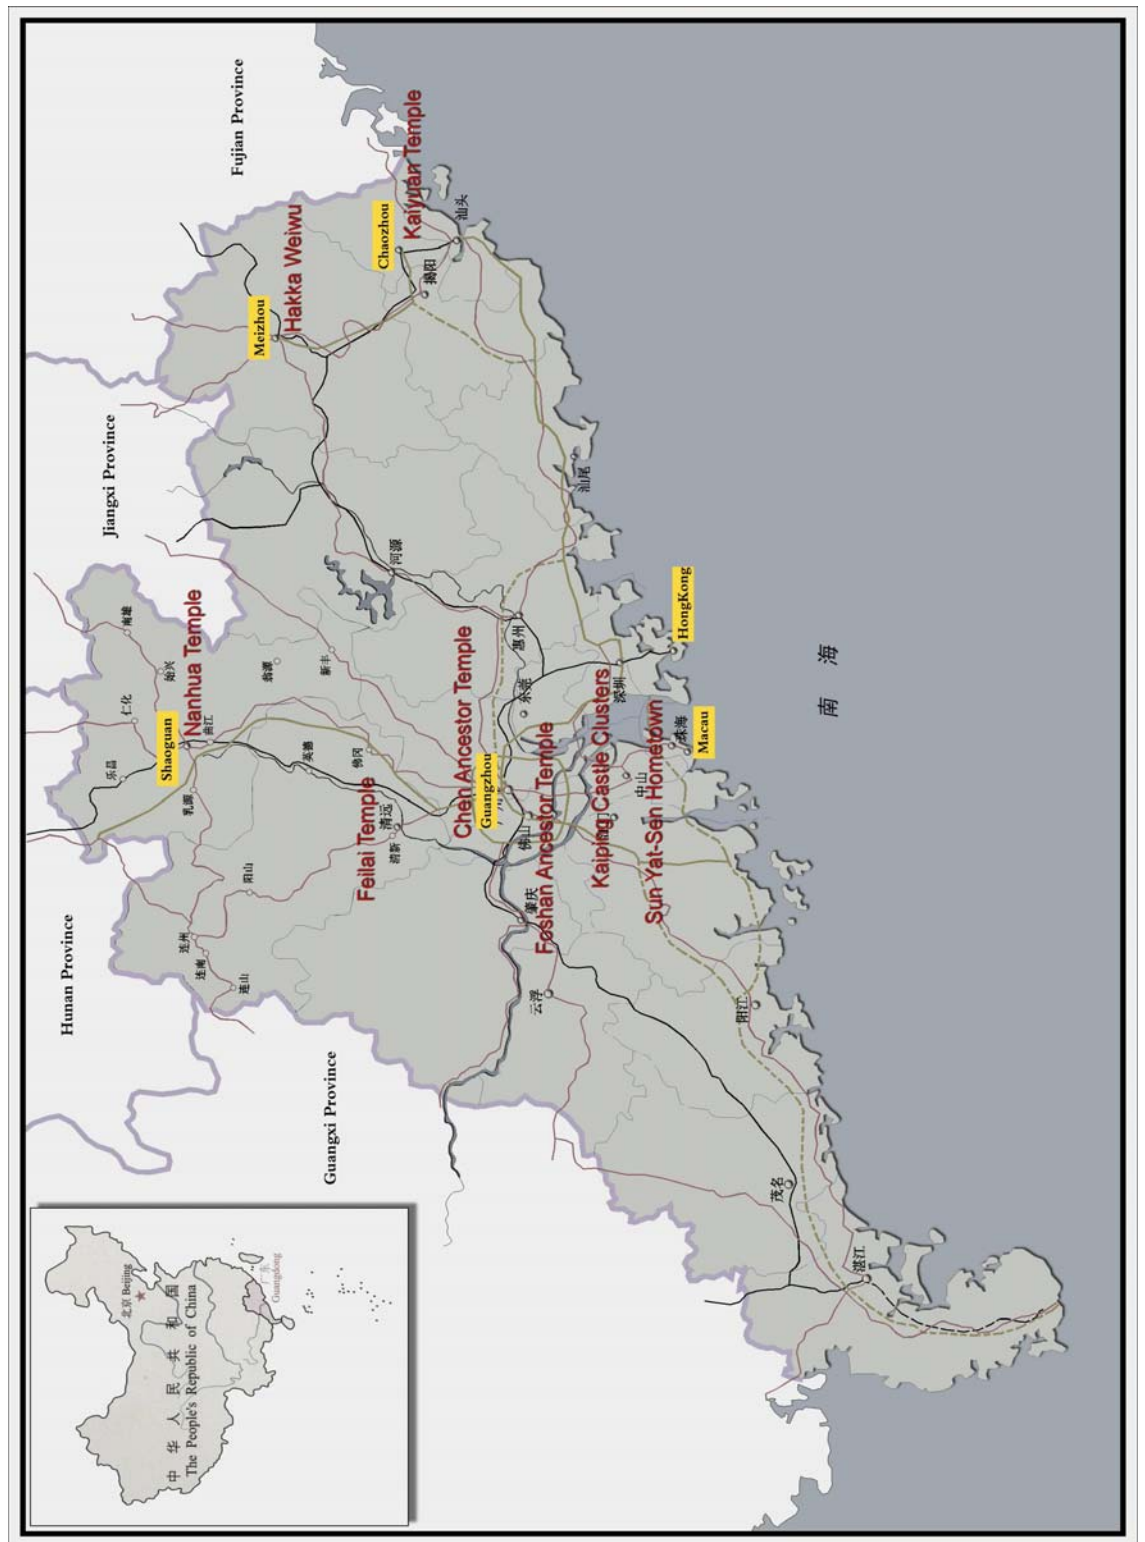 Hunan Province
Jiangxi Province
Fujian Province
Guangxi Province
乐昌
仁化
南雄
始兴
Shaoguan
曲江
Nanhua Temple
乳源
连州
连南
连山
阳山
翁源
新丰
英德
佛冈
Feilai Temple
清远
清新
Meizhou
Hakka Weiwu
Chaozhou
Kaiyuan Temple
揭阳
汕头
河源
Chen Ancestor Temple
Guangzhou
州
惠州
东莞
汕尾
肇庆
佛山
Foshan Ancestor Temple
云浮
Kaiping Castle Clusters
深圳
中山
Sun Yat-Sen Hometown
珠海
HongKong
Macau
阳江
茂名
湛江
南 海
北京 Beijing
中 华 人 民 共 和 国
The People's Republic of China
广东
Guangdong